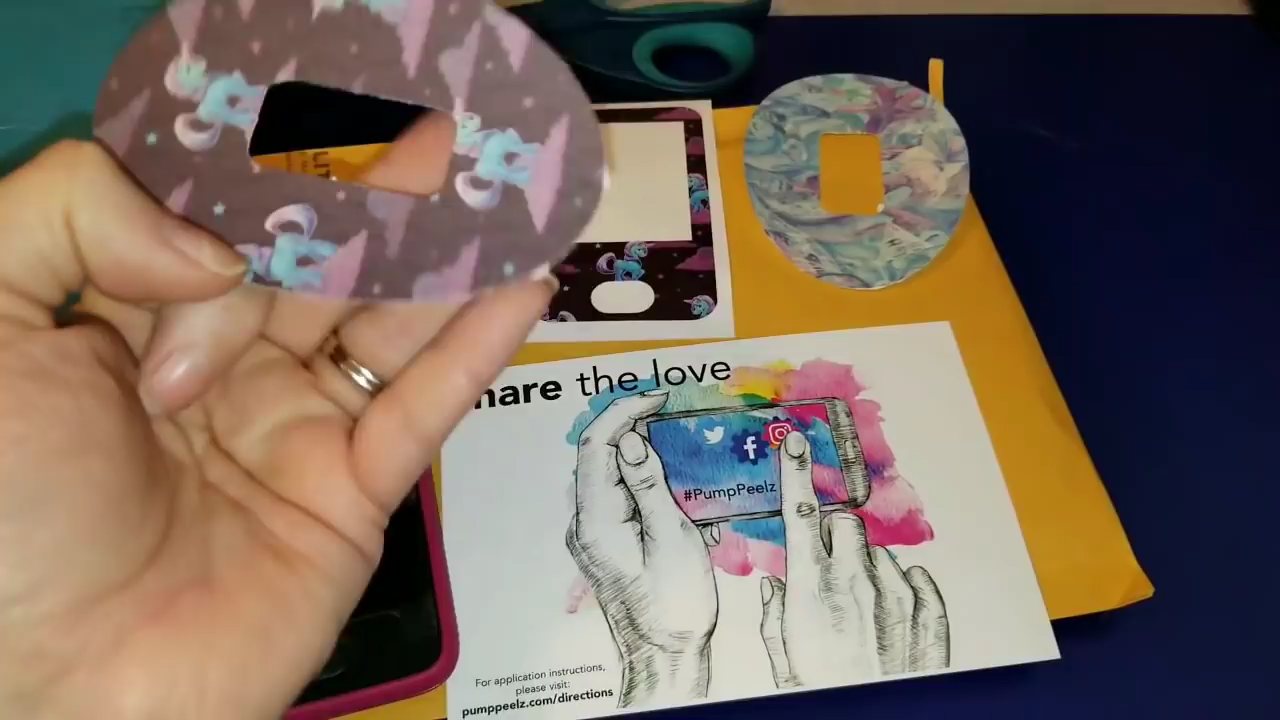 hare the love
#PumpPeelz
For application instructions,
please visit:
pumppeelz.com/directions